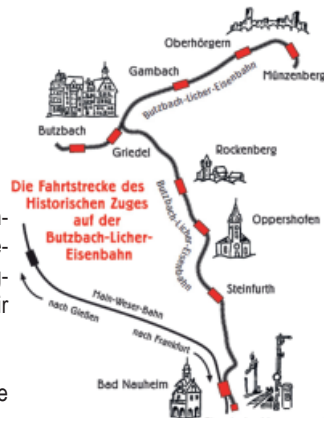 Oberhörgern
Gambach
Münzenberg
Butzbach-Licher-Eisenbahn
Butzbach
Griedel
Rockenberg
Die Fahrtstrecke des
Historischen Zuges
auf der
Butzbach-Licher-
Eisenbahn
Butzbach-Licher-Eisenbahn
Oppershofen
n-
e-
g-
ir
Steinfurth
Main-Weser-Bahn
nach Gießen
nach Frankfurt
Bad Nauheim
e